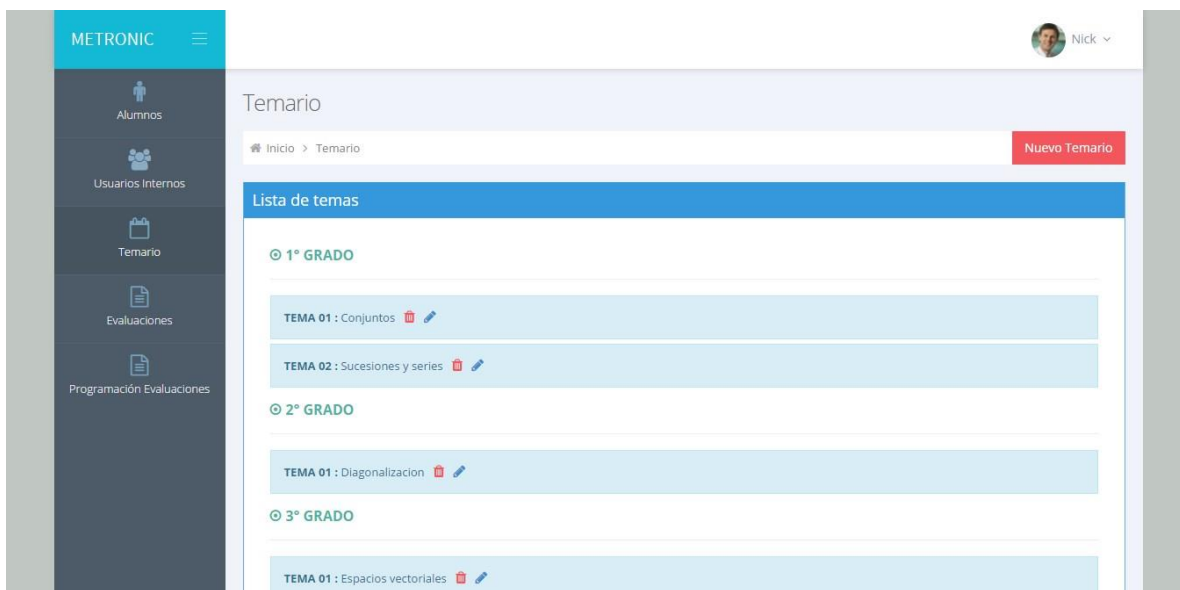 METRONIC
Nick
Alumnos
Usuarios Internos
Temario
Evaluaciones
Programación Evaluaciones
Temario
Inicio > Temario
Nuevo Temario
Lista de temas
1° GRADO
TEMA 01 : Conjuntos
TEMA 02 : Sucesiones y series
2° GRADO
TEMA 01 : Diagonalizacion
3° GRADO
TEMA 01 : Espacios vectoriales